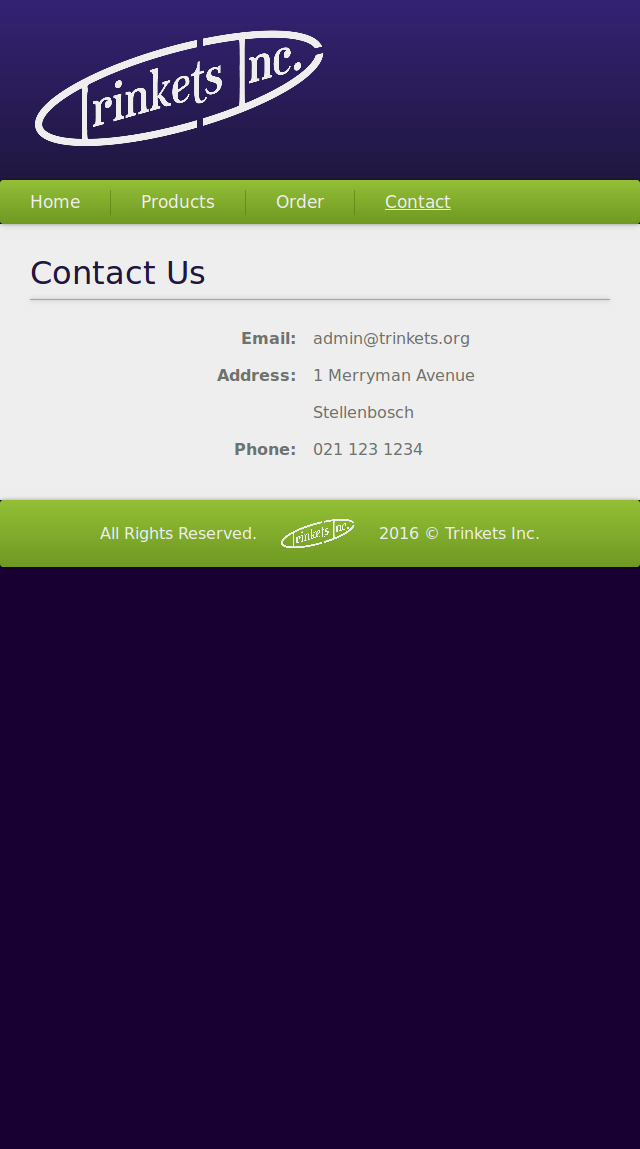 Trinkets Inc.
Home Products Order Contact
Contact Us
Email: admin@trinkets.org
Address: 1 Merryman Avenue
Stellenbosch
Phone: 021 123 1234
All Rights Reserved. Trinkets Inc. 2016 © Trinkets Inc.